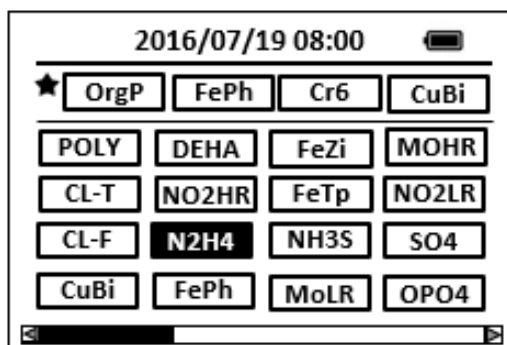 2016/07/19 08:00
OrgP FePh Cr6 CuBi
POLY DEHA FeZi MOHR
CL-T NO2HR FeTp NO2LR
CL-F N2H4 NH3S SO4
CuBi FePh MoLR OPO4